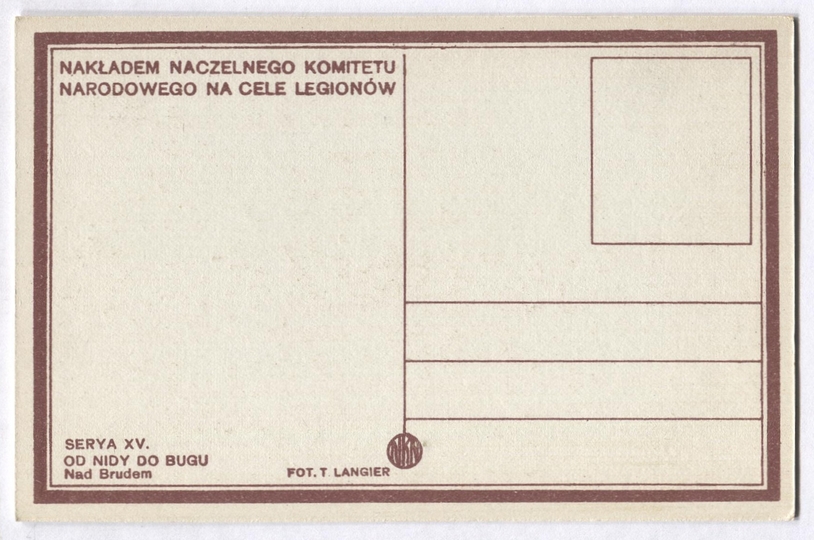 NAKŁADEM NACZELNEGO KOMITETU
NARODOWEGO NA CELE LEGIONÓW
SERYA XV.
OD NIDY DO BUGU
Nad Brudem
FOT. T LANGIER
NKN